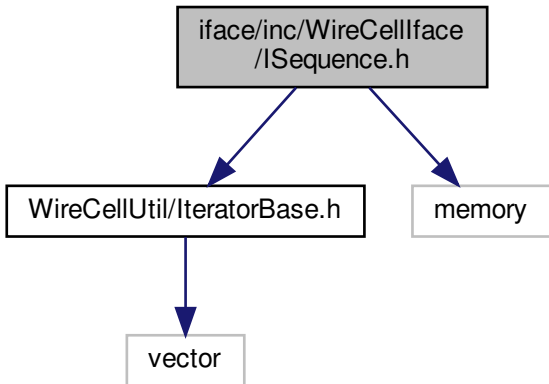 iface/inc/WireCellIface
/ISequence.h
WireCellUtil/IteratorBase.h
memory
vector